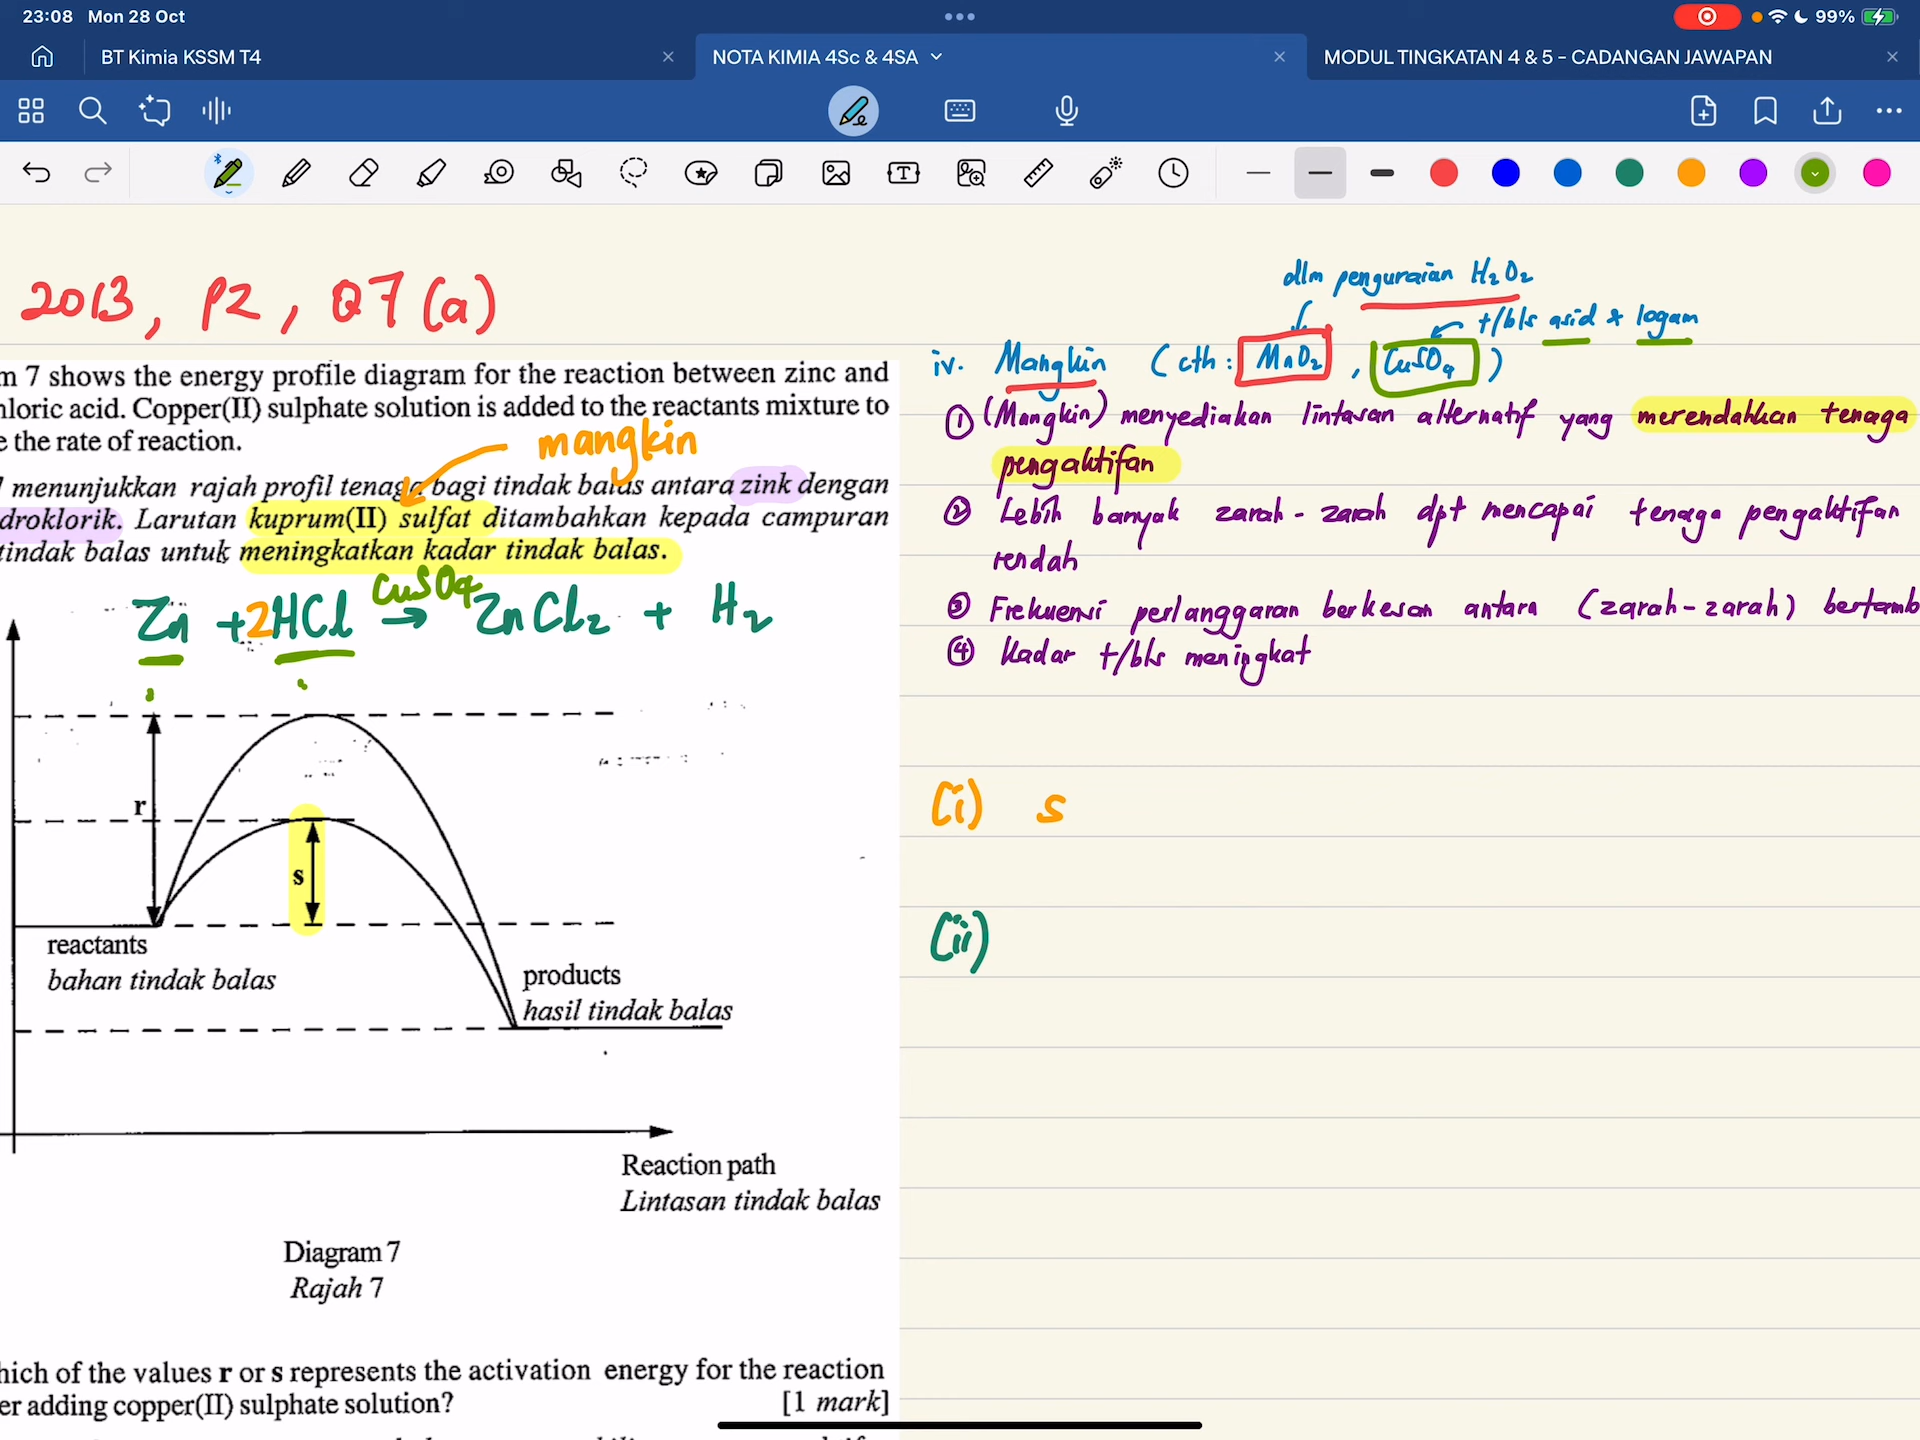 23:08 Mon 28 Oct
99%
BT Kimia KSSM T4
NOTA KIMIA 4Sc & 4SA
MODUL TINGKATAN 4 & 5 - CADANGAN JAWAPAN
2013, P2, Q7 (a)
m 7 shows the energy profile diagram for the reaction between zinc and
hloric acid. Copper(II) sulphate solution is added to the reactants mixture to
e the rate of reaction.
mangkin
7 menunjukkan rajah profil tenaga bagi tindak balas antara zink dengan
droklorik. Larutan kuprum(II) sulfat ditambahkan kepada campuran
tindak balas untuk meningkatkan kadar tindak balas.
CuSO4
Zn + 2HCl → ZnCl2 + H2
r
s
reactants
bahan tindak balas
products
hasil tindak balas
Reaction path
Lintasan tindak balas
Diagram 7
Rajah 7
hich of the values r or s represents the activation energy for the reaction
er adding copper(II) sulphate solution?
[1 mark]
dlm penguraian H2O2
t/bls asid & logam
iv. Mangkin (cth: MnO2, CuSO4)
① (Mangkin) menyediakan lintasan alternatif yang merendahkan tenaga
pengaktifan
② Lebih banyak zarah-zarah dpt mencapai tenaga pengaktifan
rendah
③ Frekuensi perlanggaran berkesan antara (zarah-zarah) bertamb
④ Kadar t/bls meningkat
(i) s
(ii)